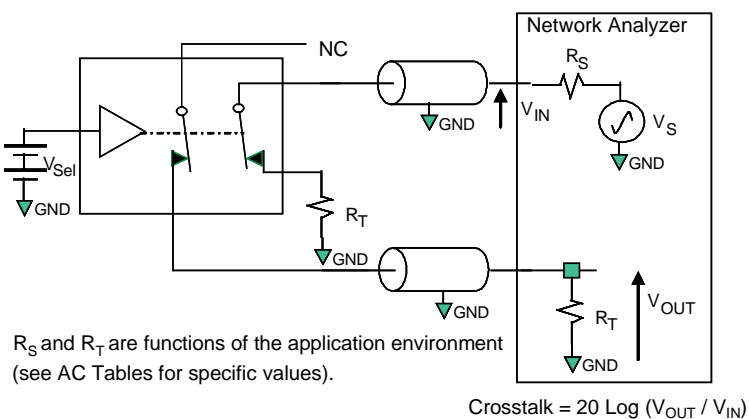 Network Analyzer
NC
R_S
GND
V_IN
V_S
GND
V_Sel
GND
R_T
GND
GND
R_T
V_OUT
GND
R_S and R_T are functions of the application environment
(see AC Tables for specific values).
Crosstalk = 20 Log (V_OUT / V_IN)